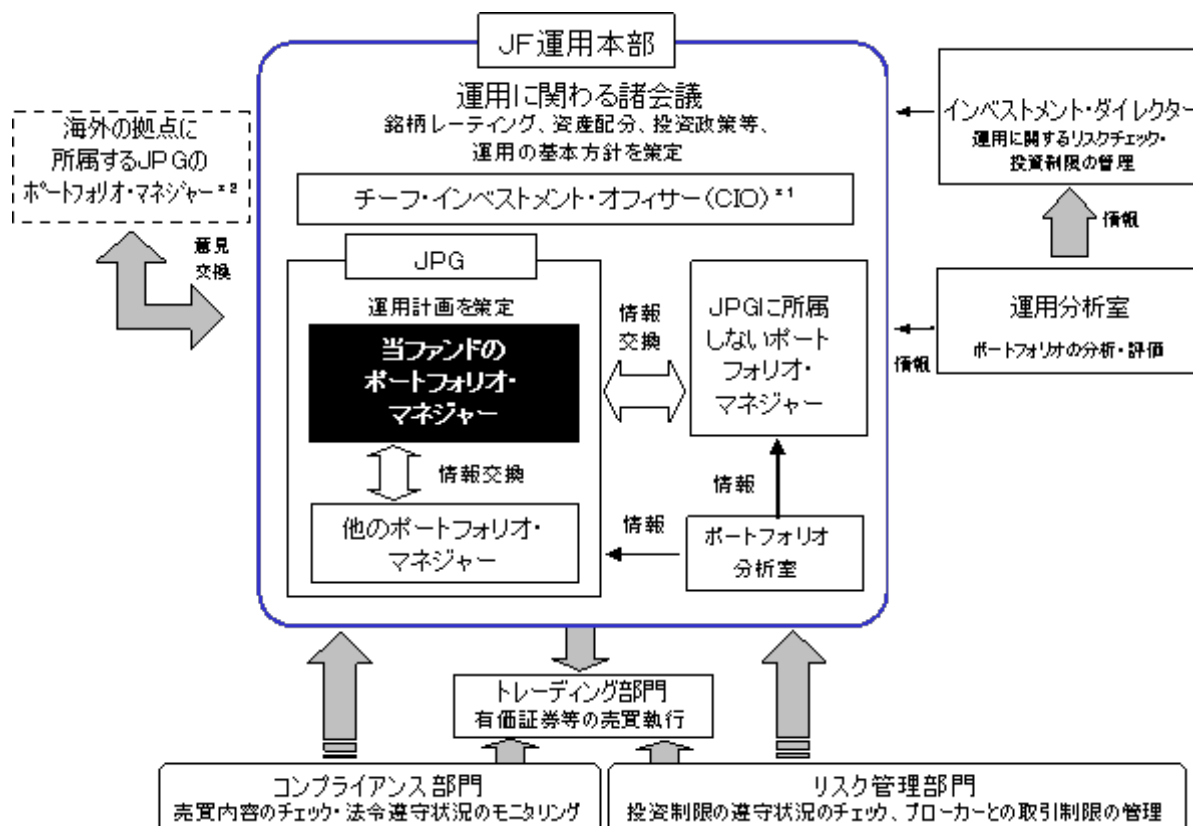 JF運用本部
運用に関わる諸会議
銘柄レーティング、資産配分、投資政策等、
運用の基本方針を策定
チーフ・インベストメント・オフィサー(CIO)*1
海外の拠点に
所属するJPGの
ポートフォリオ・マネジャー*2
意見
交換
JPG
運用計画を策定
当ファンドの
ポートフォリオ・
マネジャー
情報交換
他のポートフォリオ・
マネジャー
情報
交換
JPGに所属
しないポート
フォリオ・
マネジャー
情報
情報
ポートフォリオ
分析室
インベストメント・ダイレクター
運用に関するリスクチェック・
投資制限の管理
情報
運用分析室
ポートフォリオの分析・評価
情報
トレーディング部門
有価証券等の売買執行
コンプライアンス部門
売買内容のチェック・法令遵守状況のモニタリング
リスク管理部門
投資制限の遵守状況のチェック、ブローカーとの取引制限の管理